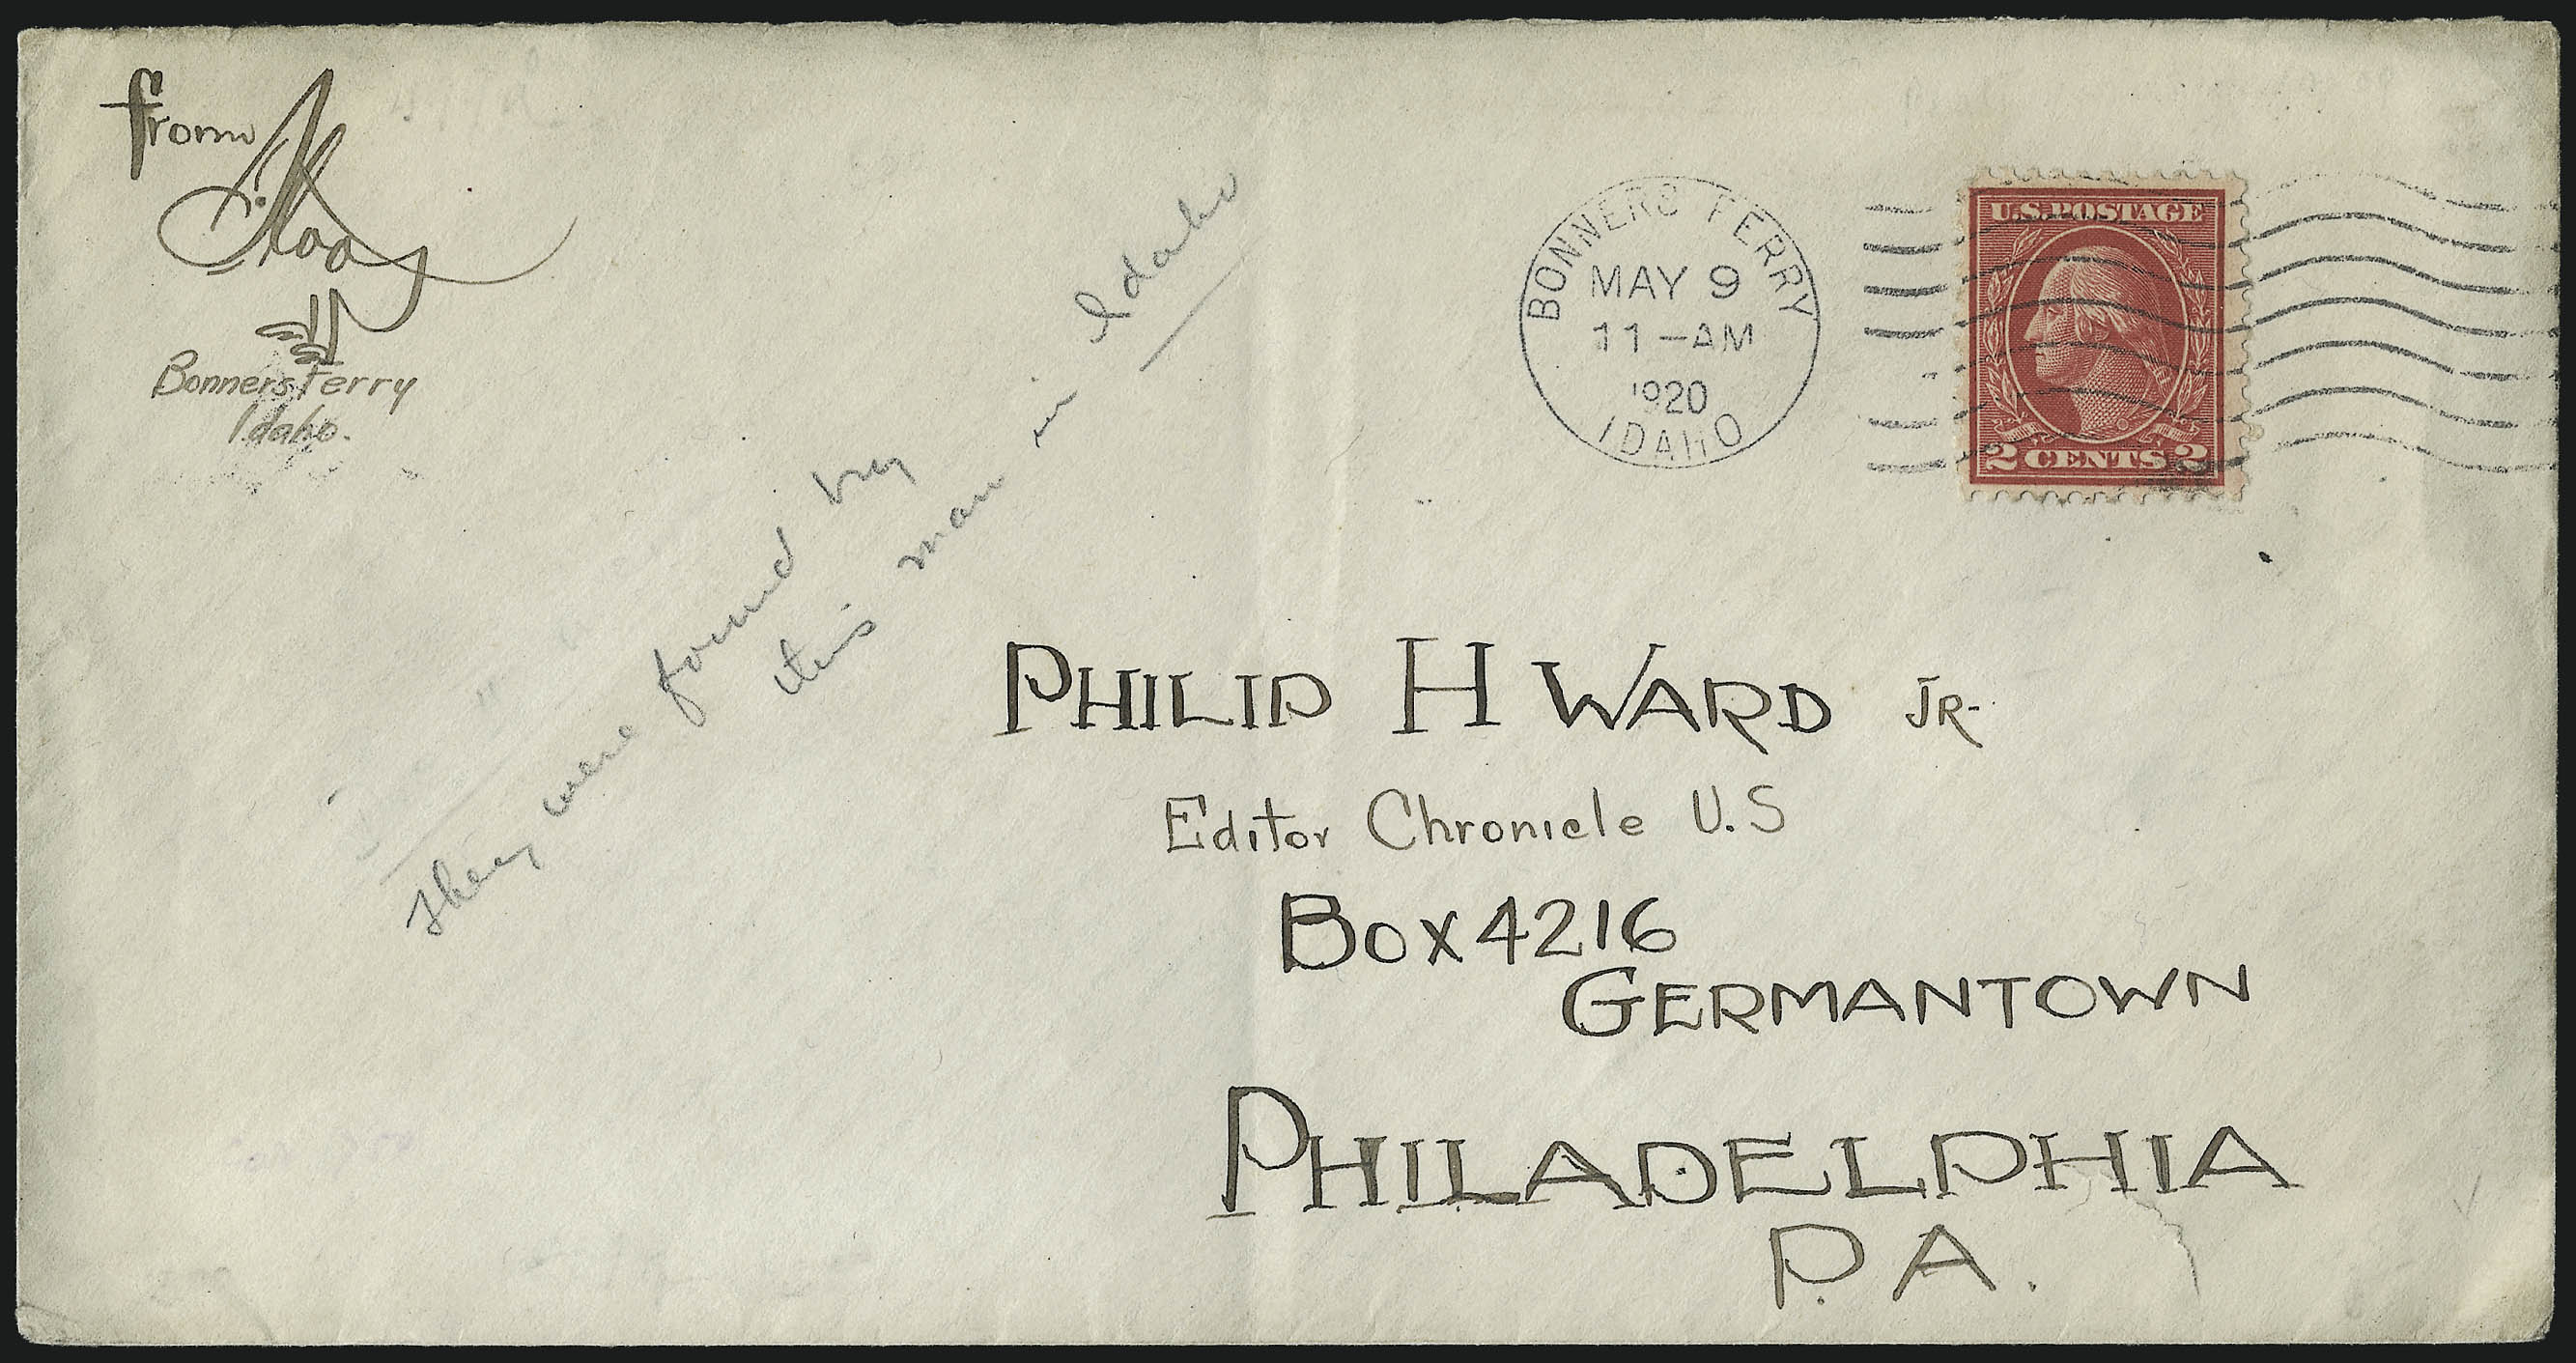 from
Bonners Ferry
Idaho.
BONNERS FERRY
MAY 9
11-AM
1920
IDAHO
U.S. POSTAGE
2 CENTS 2
they were found by
this man in Idaho
PHILIP H WARD JR-
Editor Chronicle U.S
BOX 4216
GERMANTOWN
PHILADELPHIA
PA.